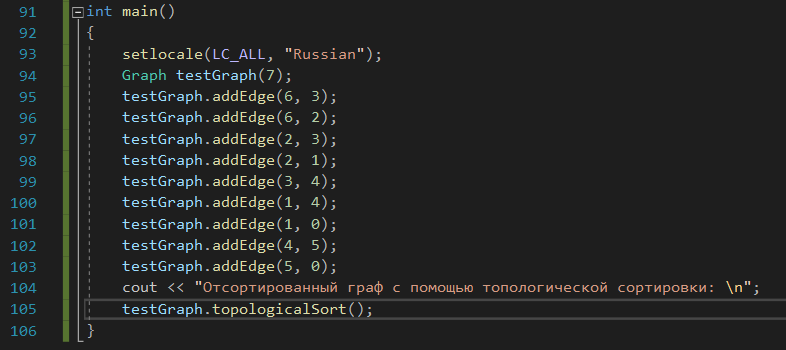 91 int main()
92 {
93 setlocale(LC_ALL, "Russian");
94 Graph testGraph(7);
95 testGraph.addEdge(6, 3);
96 testGraph.addEdge(6, 2);
97 testGraph.addEdge(2, 3);
98 testGraph.addEdge(2, 1);
99 testGraph.addEdge(3, 4);
100 testGraph.addEdge(1, 4);
101 testGraph.addEdge(1, 0);
102 testGraph.addEdge(4, 5);
103 testGraph.addEdge(5, 0);
104 cout << "Отсортированный граф с помощью топологической сортировки: \n";
105 testGraph.topologicalSort();
106 }